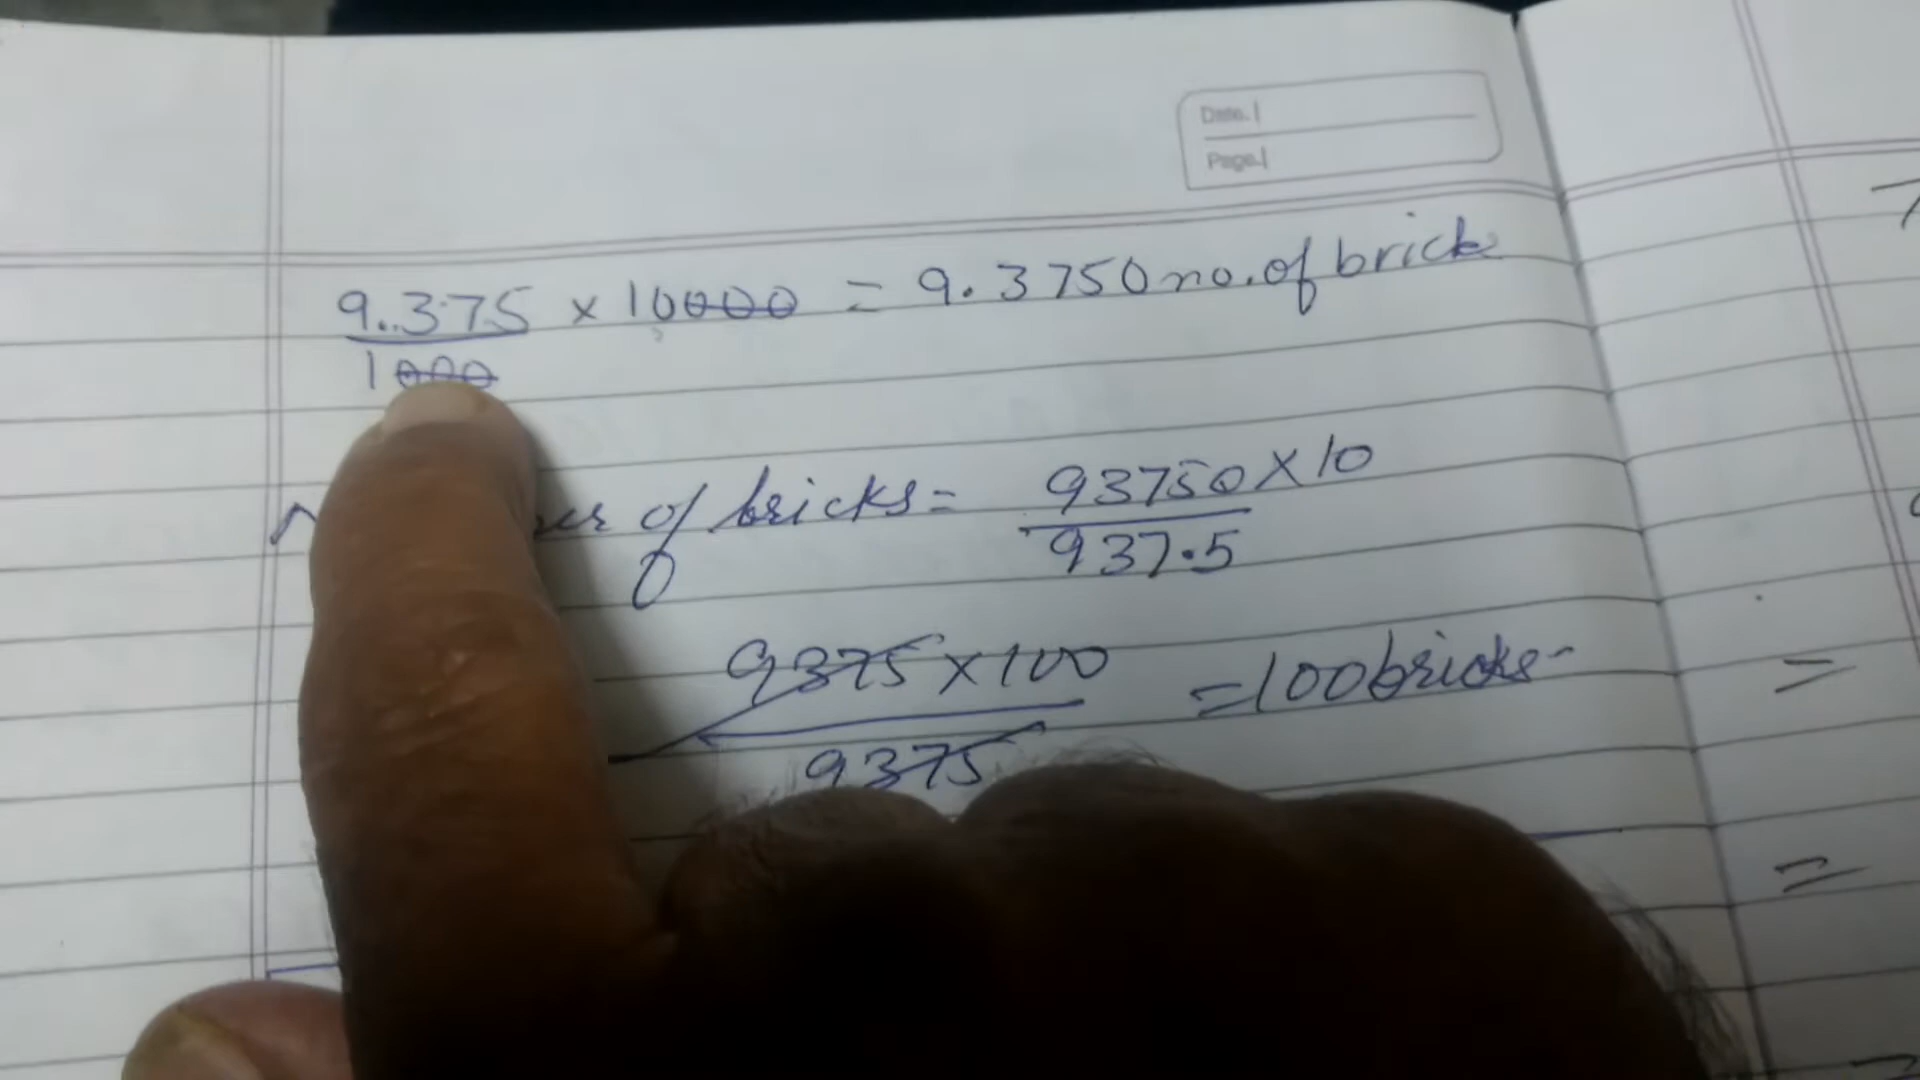 Date.
Page.
9.375 x 10000 = 9.3750 no. of brick
1000
of bricks = 93750 X 10
937.5
9375 X 100 = 100 bricks
9375
=
=